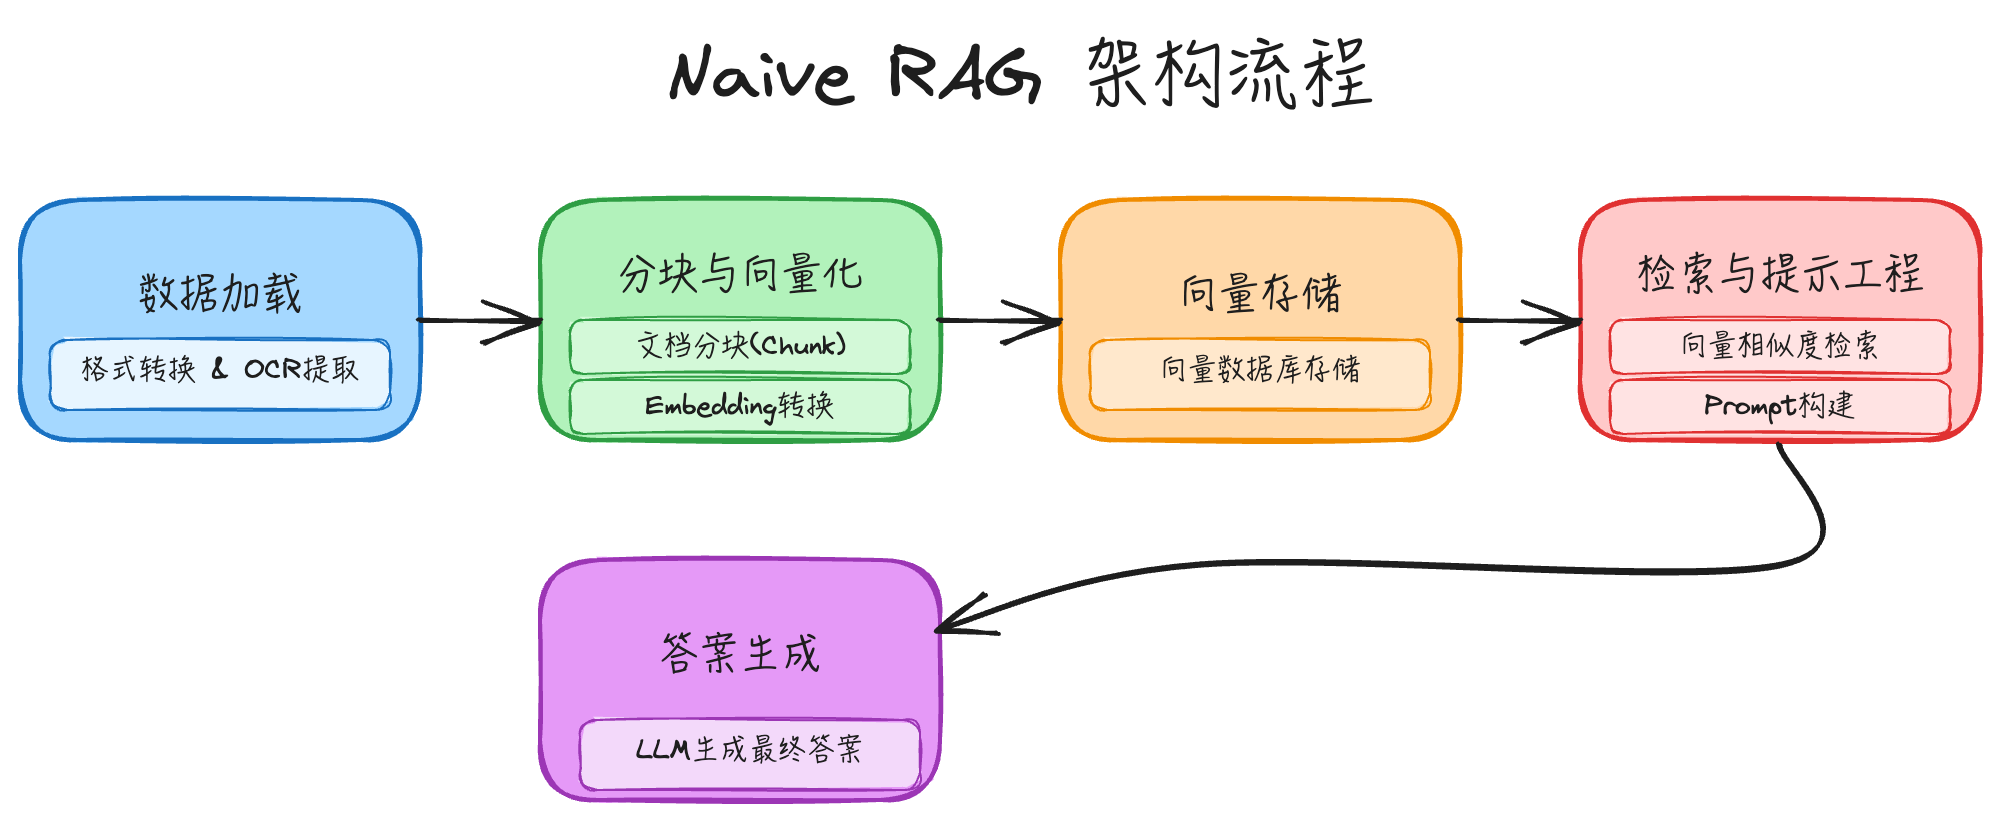 Naive RAG 架构流程
数据加载
格式转换 & OCR提取
分块与向量化
文档分块(Chunk)
Embedding转换
向量存储
向量数据库存储
检索与提示工程
向量相似度检索
Prompt构建
答案生成
LLM生成最终答案